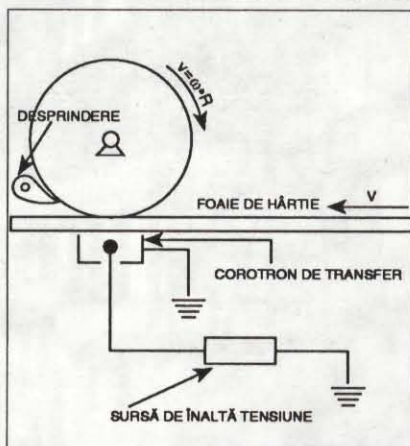 v=ω•R
DESPRINDERE
FOAIE DE HÂRTIE
V
COROTRON DE TRANSFER
SURSĂ DE ÎNALTĂ TENSIUNE